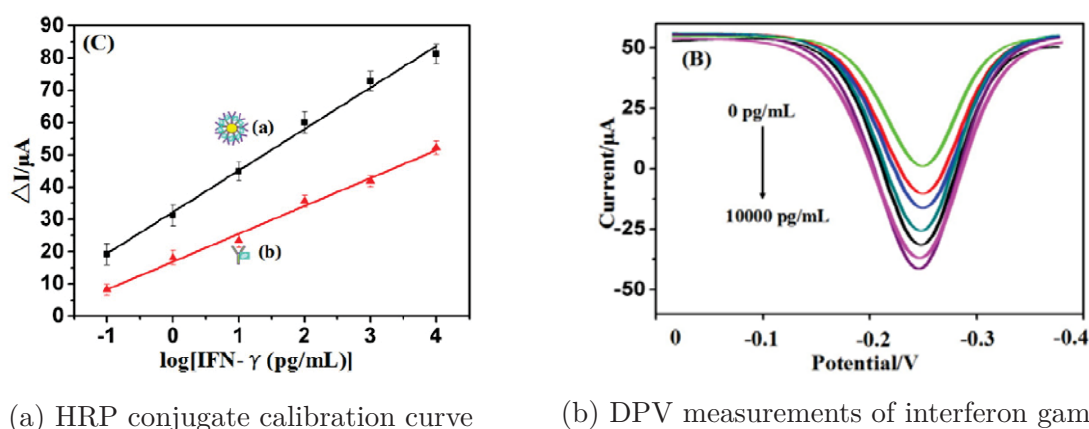 (C)
90
80
70
60
50
40
30
20
10
0
△I/μA
(a)
(b)
-1 0 1 2 3 4
log[IFN- γ (pg/mL)]
(B)
50
25
0
-25
-50
Current/μA
0 pg/mL
10000 pg/mL
0 -0.1 -0.2 -0.3 -0.4
Potential/V
(a) HRP conjugate calibration curve
(b) DPV measurements of interferon gam